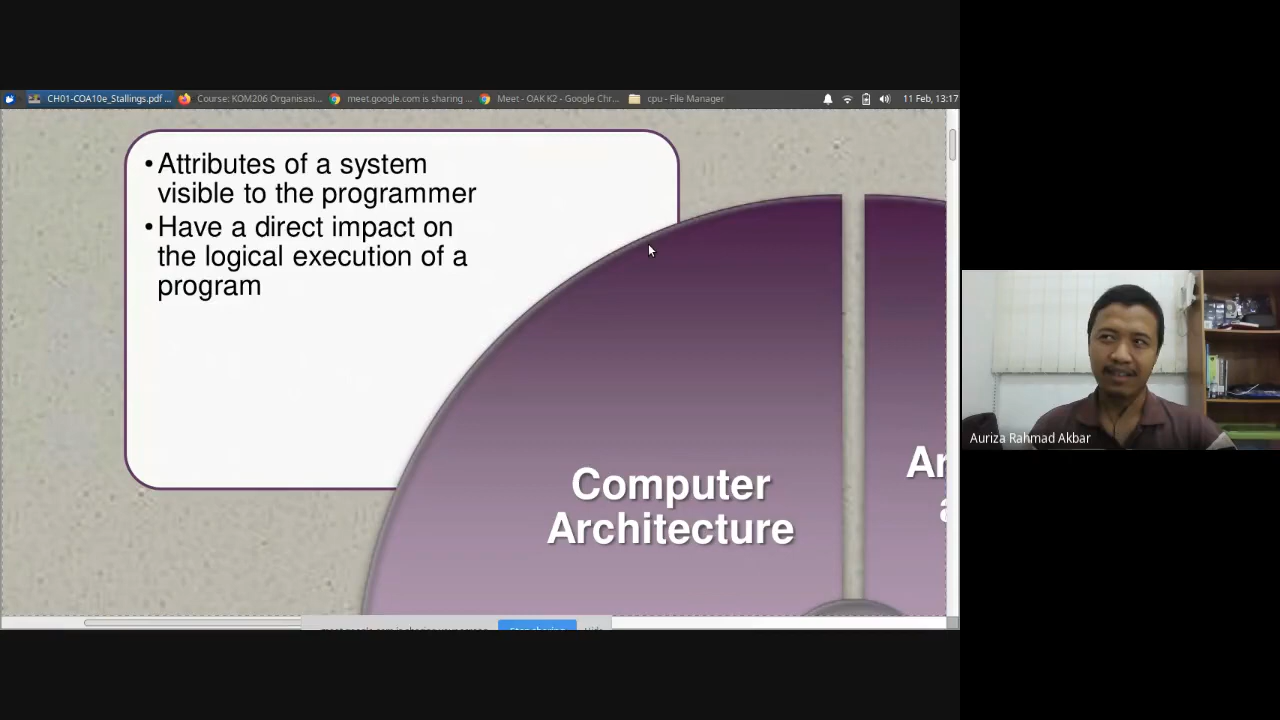 CH01-COA10e_Stallings.pdf ... Course: KOM206 Organisasi... meet.google.com is sharing ... Meet - OAK K2 - Google Chr... cpu - File Manager 11 Feb, 13:17
•Attributes of a system
visible to the programmer
•Have a direct impact on
the logical execution of a
program
Computer
Architecture
Ar
a
Auriza Rahmad Akbar